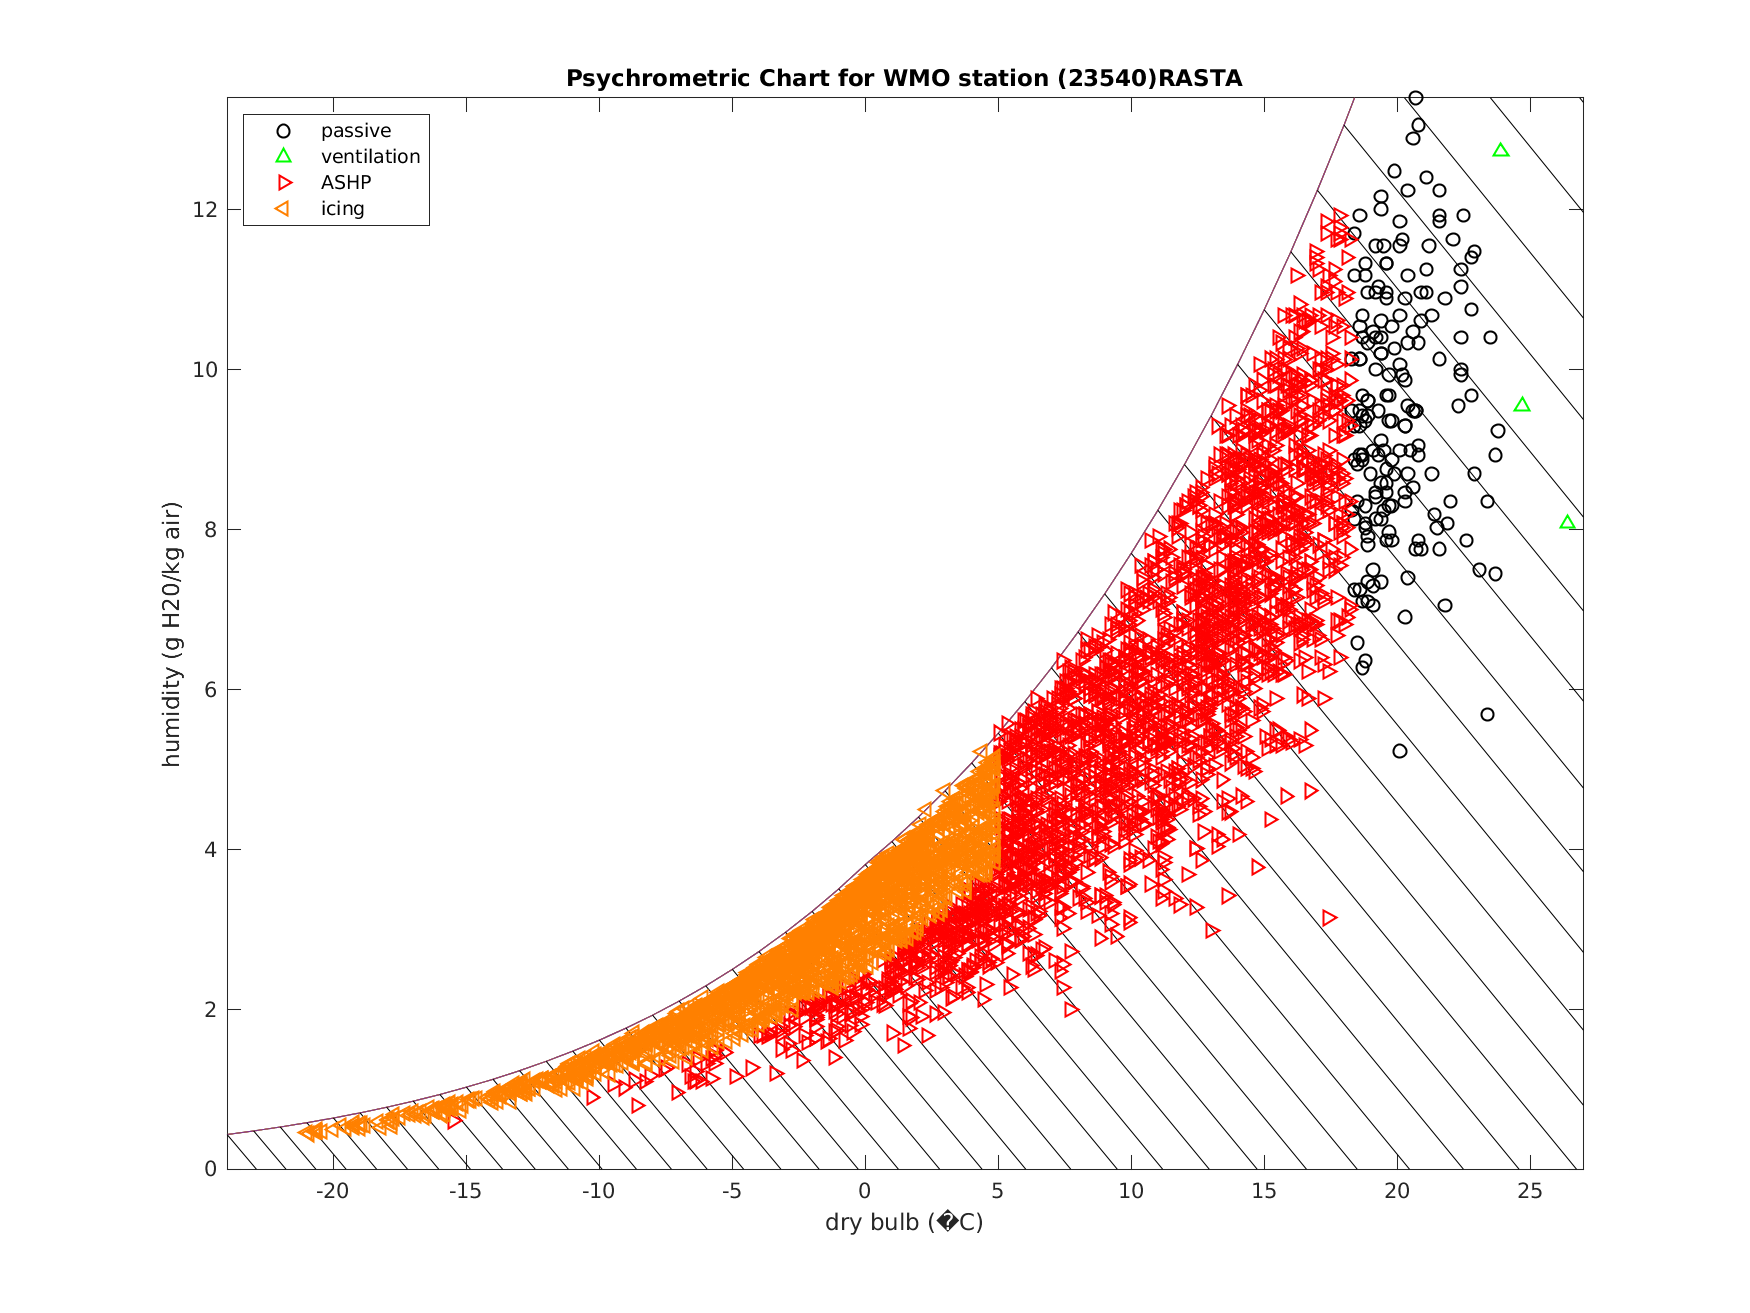 Psychrometric Chart for WMO station (23540)RASTA
passive
ventilation
ASHP
icing
humidity (g H20/kg air)
12
10
8
6
4
2
0
-20 -15 -10 -5 0 5 10 15 20 25
dry bulb (�C)